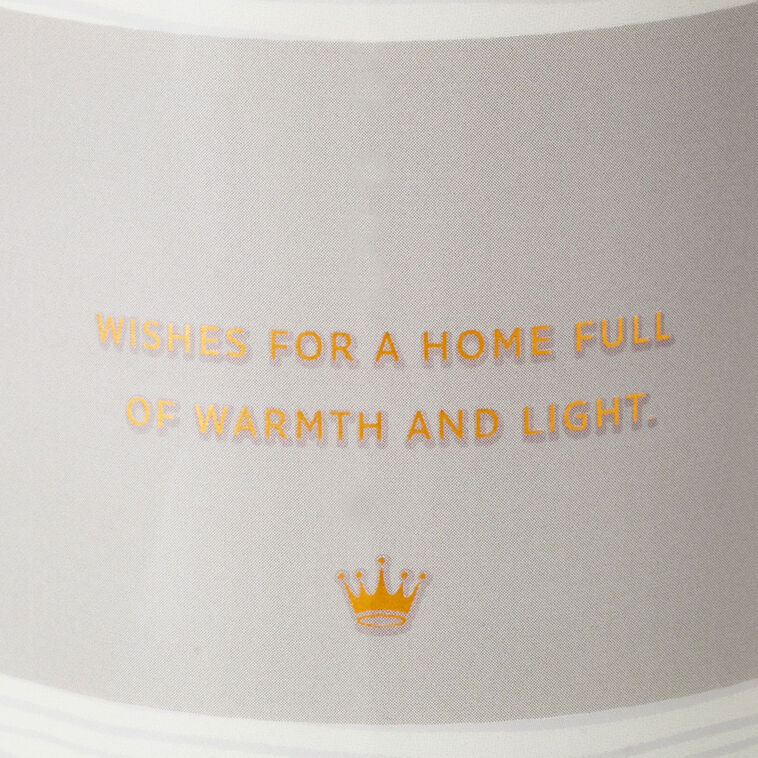 WISHES FOR A HOME FULL
OF WARMTH AND LIGHT.